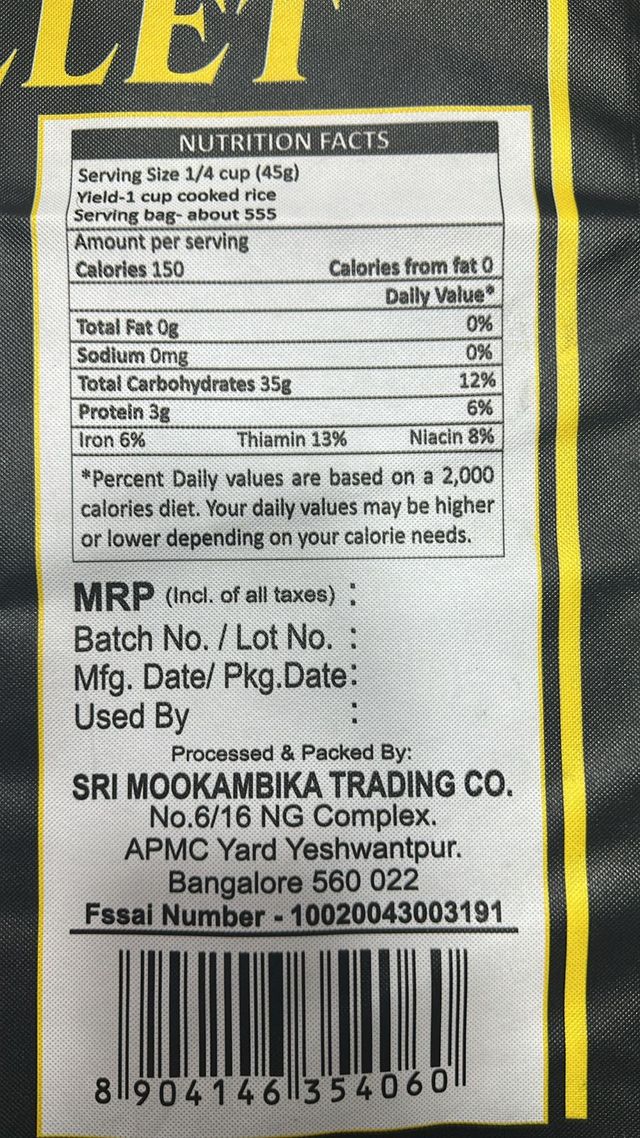 LET
NUTRITION FACTS
Serving Size 1/4 cup (45g)
Yield-1 cup cooked rice
Serving bag- about 555
Amount per serving
Calories 150 Calories from fat 0
Daily Value*
Total Fat 0g 0%
Sodium 0mg 0%
Total Carbohydrates 35g 12%
Protein 3g 6%
Iron 6% Thiamin 13% Niacin 8%
*Percent Daily values are based on a 2,000
calories diet. Your daily values may be higher
or lower depending on your calorie needs.
MRP (Incl. of all taxes) :
Batch No. / Lot No. :
Mfg. Date/ Pkg.Date:
Used By :
Processed & Packed By:
SRI MOOKAMBIKA TRADING CO.
No.6/16 NG Complex.
APMC Yard Yeshwantpur.
Bangalore 560 022
Fssai Number - 10020043003191
8 904146 354060